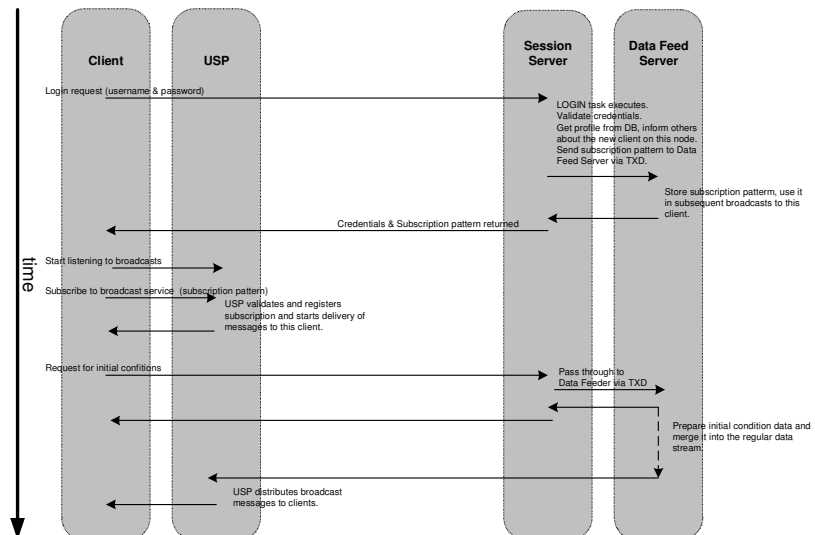 Client
USP
Session
Server
Data Feed
Server
Login request (username & password)
LOGIN task executes.
Validate credentials.
Get profile from DB, inform others
about the new client on this node.
Send subscription pattern to Data
Feed Server via TXD.
Store subscription patterrn, use it
in subsequent broadcasts to this
client.
Credentials & Subscription pattern returned
Start listening to broadcasts
time
Subscribe to broadcast service (subscription pattern)
USP validates and registers
subscription and starts delivery of
messages to this client.
Request for initial confitions
Pass through to
Data Feeder via TXD
Prepare initial condition data and
merge it into the regular data
stream.
USP distributes broadcast
messages to clients.